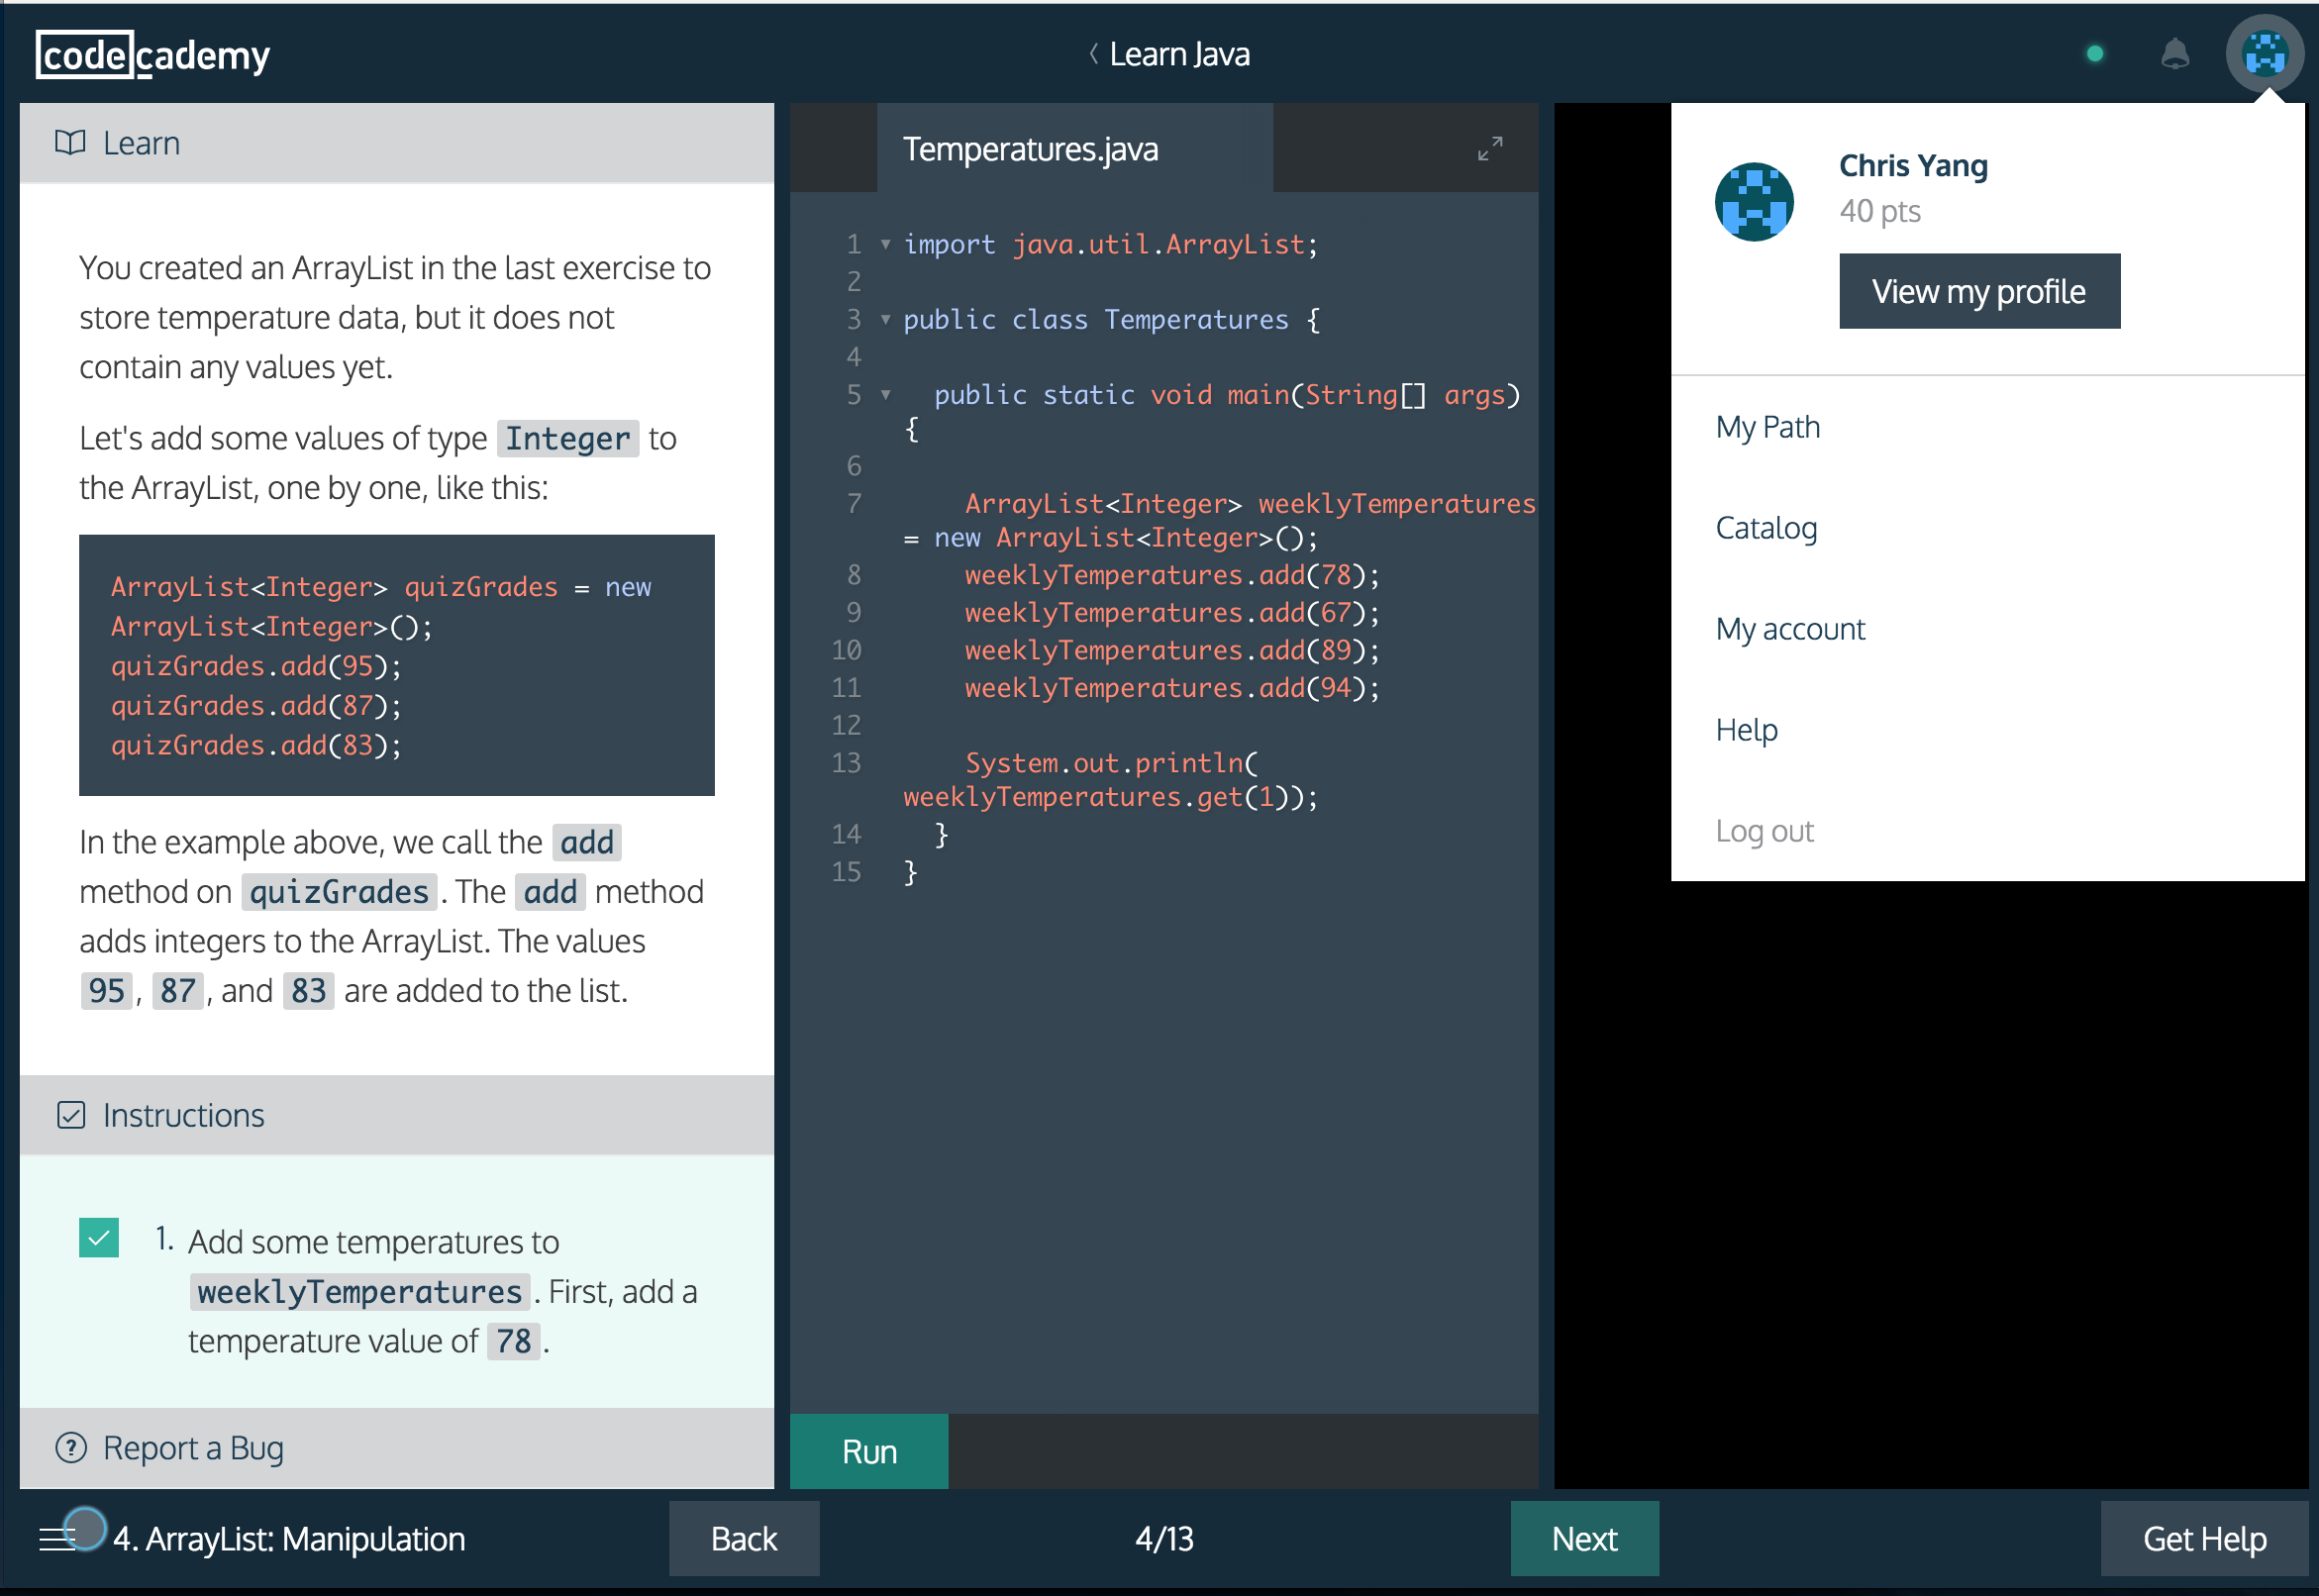 codecademy
Learn Java
Learn
You created an ArrayList in the last exercise to
store temperature data, but it does not
contain any values yet.
Let's add some values of type Integer to
the ArrayList, one by one, like this:
ArrayList<Integer> quizGrades = new
ArrayList<Integer>();
quizGrades.add(95);
quizGrades.add(87);
quizGrades.add(83);
In the example above, we call the add
method on quizGrades. The add method
adds integers to the ArrayList. The values
95, 87, and 83 are added to the list.
Instructions
1. Add some temperatures to
weeklyTemperatures. First, add a
temperature value of 78.
Report a Bug
Temperatures.java
1 import java.util.ArrayList;
2
3 public class Temperatures {
4
5 public static void main(String[] args)
{
6
7 ArrayList<Integer> weeklyTemperatures
= new ArrayList<Integer>();
8 weeklyTemperatures.add(78);
9 weeklyTemperatures.add(67);
10 weeklyTemperatures.add(89);
11 weeklyTemperatures.add(94);
12
13 System.out.println(
weeklyTemperatures.get(1));
14 }
15 }
Run
Chris Yang
40 pts
View my profile
My Path
Catalog
My account
Help
Log out
4. ArrayList: Manipulation
Back
4/13
Next
Get Help